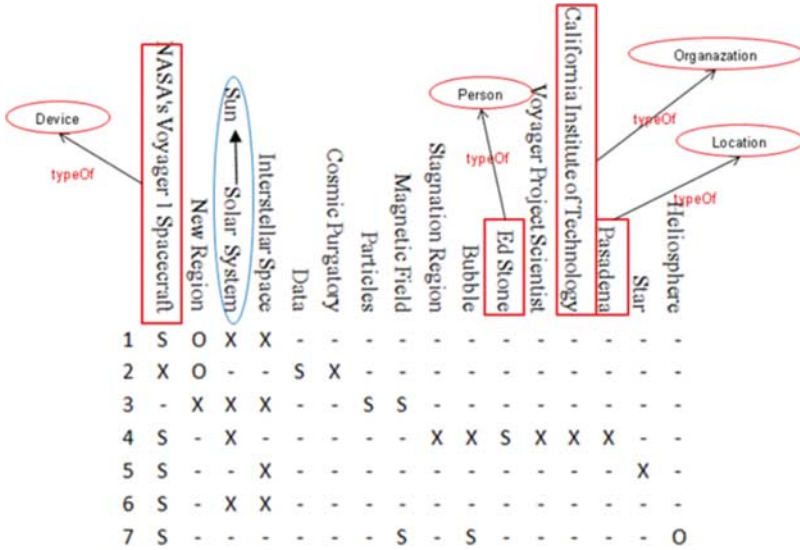 Device
typeOf
Person
typeOf
Organazation
typeOf
Location
typeOf
NASA's Voyager 1 Spacecraft
New Region
Sun
Solar System
Interstellar Space
Data
Cosmic Purgatory
Particles
Magnetic Field
Stagnation Region
Bubble
Ed Stone
Voyager Project Scientist
California Institute of Technology
Pasadena
Star
Heliosphere
1 S O X X - - - - - - - - - - - -
2 X O - - S X - - - - - - - - - -
3 - X X X - - S S - - - - - - - -
4 S - X - - - - - X X S X X X - -
5 S - - X - - - - - - - - - - X -
6 S - X X - - - - - - - - - - - -
7 S - - - - - - S - S - - - - - O